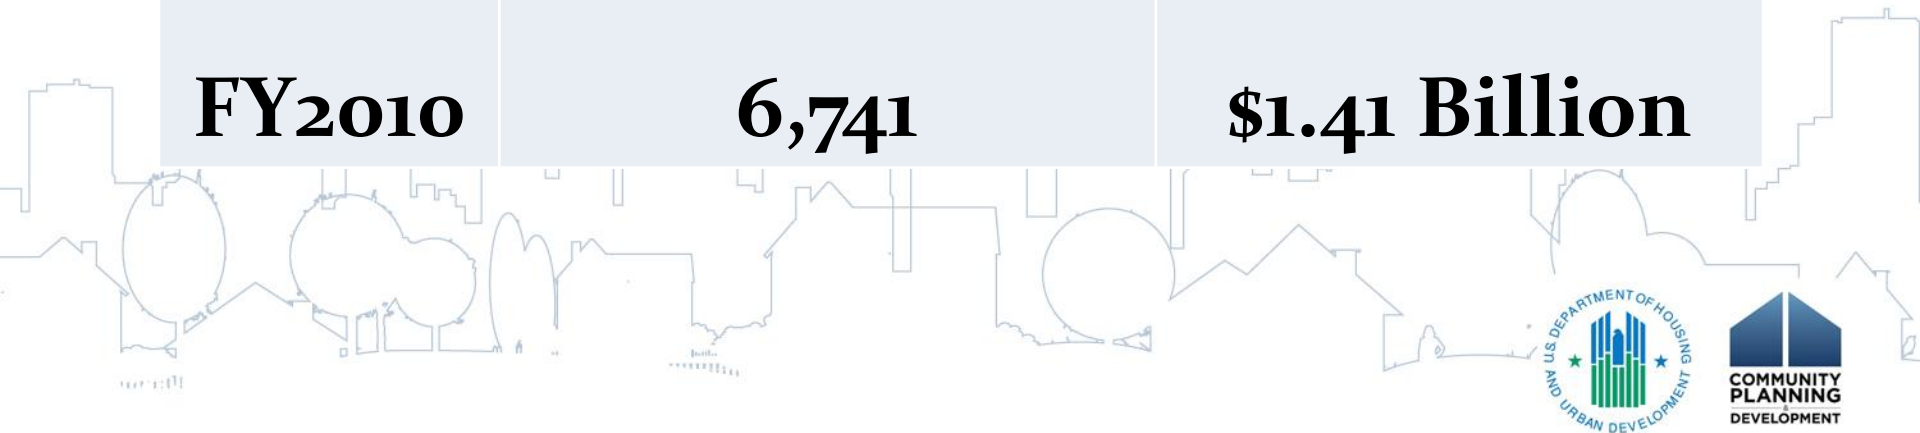 FY2010 6,741 $1.41 Billion
U.S. DEPARTMENT OF HOUSING
AND URBAN DEVELOPMENT
COMMUNITY
PLANNING
&
DEVELOPMENT